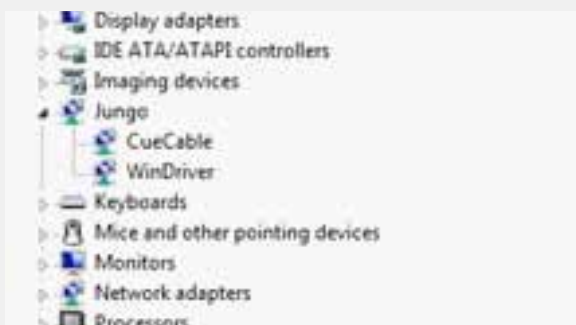 Display adapters
IDE ATA/ATAPI controllers
Imaging devices
Jungo
CueCable
WinDriver
Keyboards
Mice and other pointing devices
Monitors
Network adapters
Processors